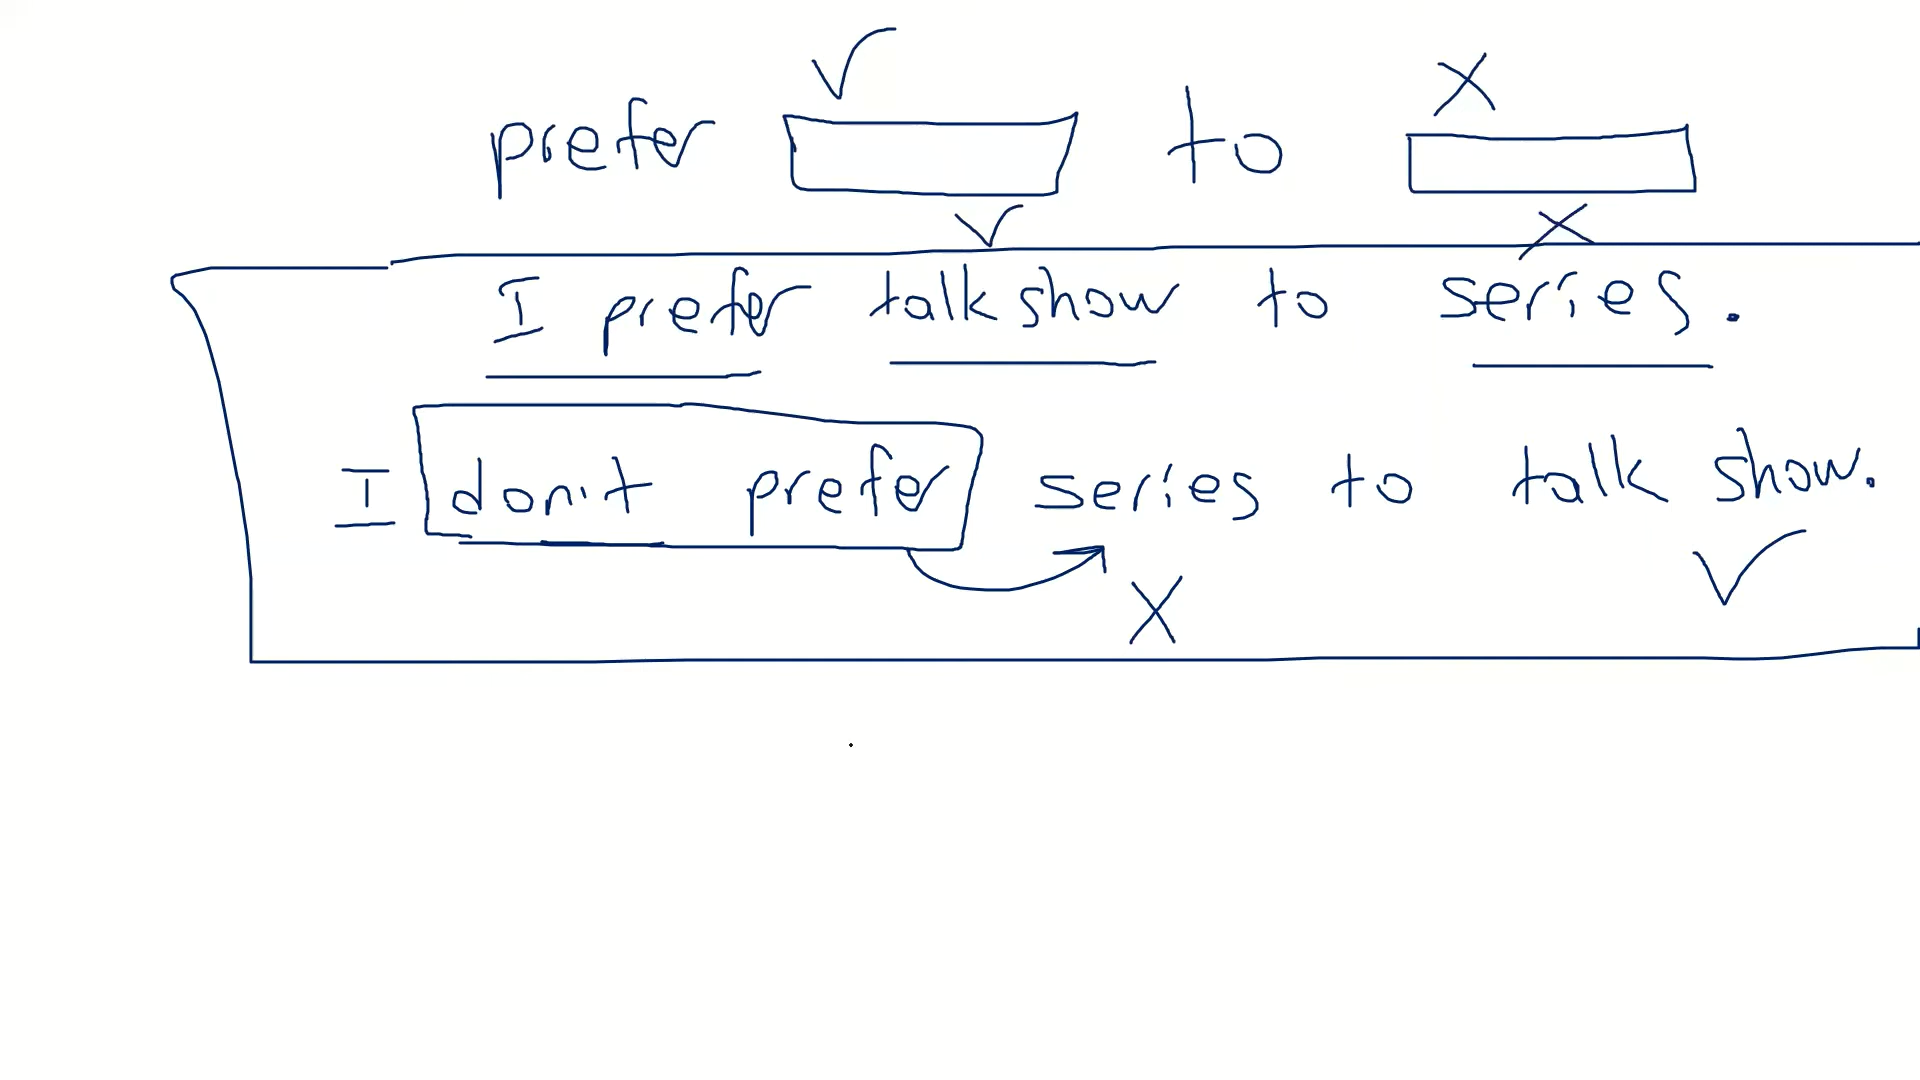 prefer to
I prefer talk show to series.
I don't prefer series to talk show.